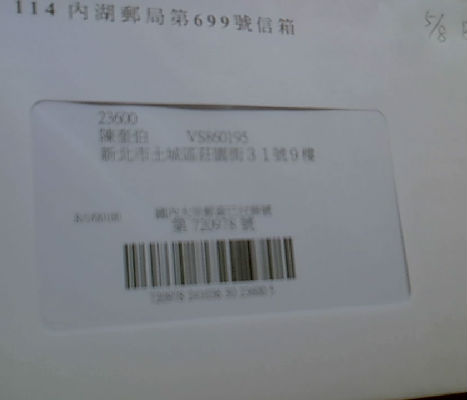 114 內湖郵局第699號信箱
5/8
23600
陳奎伯 VS860195
新北市土城區莊園街31號9樓
國內大宗郵資已付掛號
第 720978 號